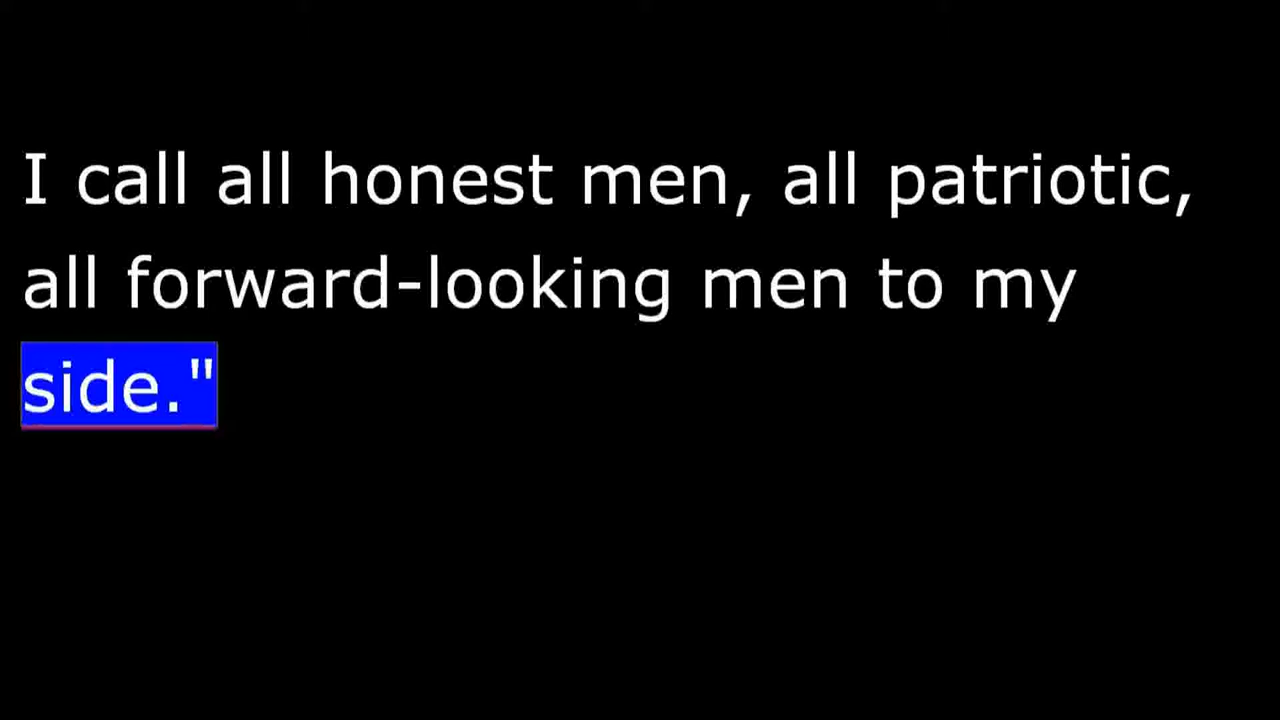 I call all honest men, all patriotic,
all forward-looking men to my
side."